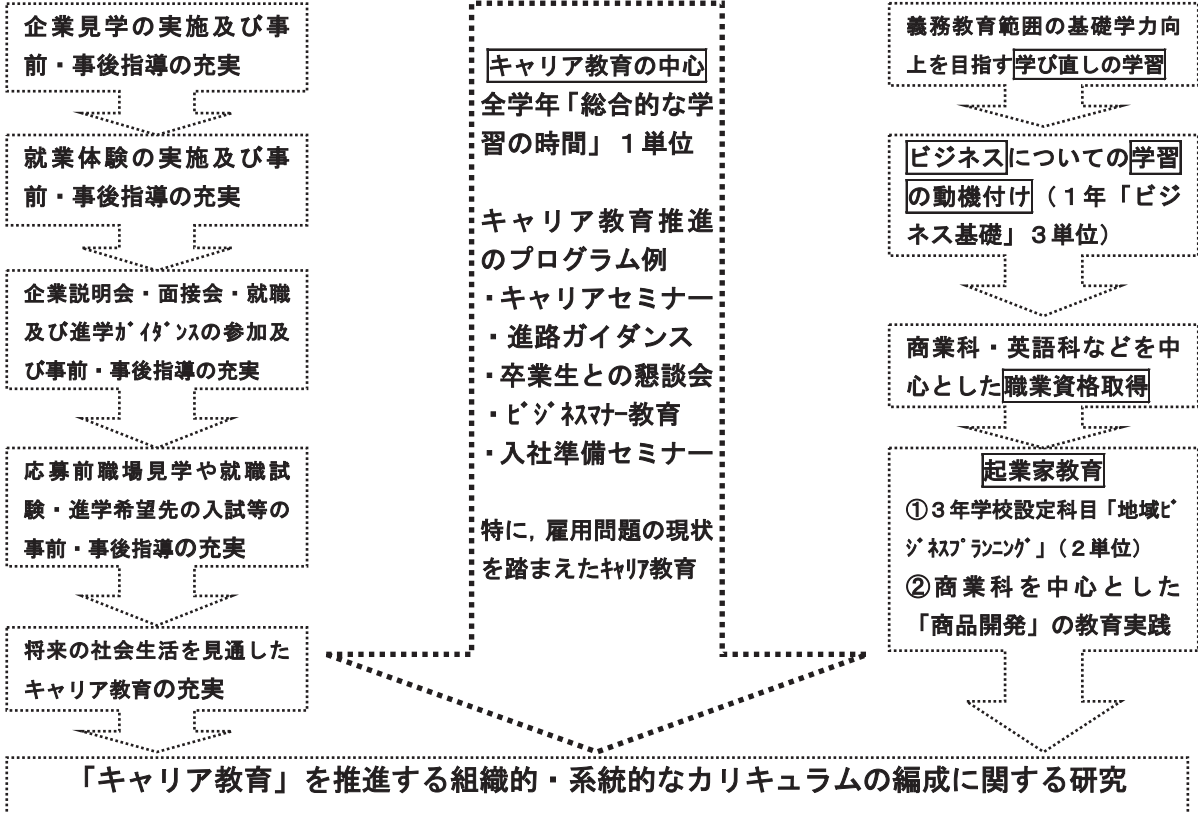 企業見学の実施及び事
前・事後指導の充実
就業体験の実施及び事
前・事後指導の充実
企業説明会・面接会・就職
及び進学ｶﾞｲﾀﾞﾝｽの参加及
び事前・事後指導の充実
応募前職場見学や就職試
験・進学希望先の入試等の
事前・事後指導の充実
将来の社会生活を見通した
キャリア教育の充実
キャリア教育の中心
全学年「総合的な学
習の時間」１単位
キャリア教育推進
のプログラム例
・キャリアセミナー
・進路ガイダンス
・卒業生との懇談会
・ﾋﾞｼﾞﾈｽﾏﾅｰ教育
・入社準備セミナー
特に，雇用問題の現状
を踏まえたｷｬﾘｱ教育
義務教育範囲の基礎学力向
上を目指す学び直しの学習
ビジネスについての学習
の動機付け（１年「ビジ
ネス基礎」３単位）
商業科・英語科などを中
心とした職業資格取得
起業家教育
①３年学校設定科目「地域ﾋﾞ
ｼﾞﾈｽﾌﾟﾗﾝﾆﾝｸﾞ」（２単位）
②商業科を中心とした
「商品開発」の教育実践
「キャリア教育」を推進する組織的・系統的なカリキュラムの編成に関する研究